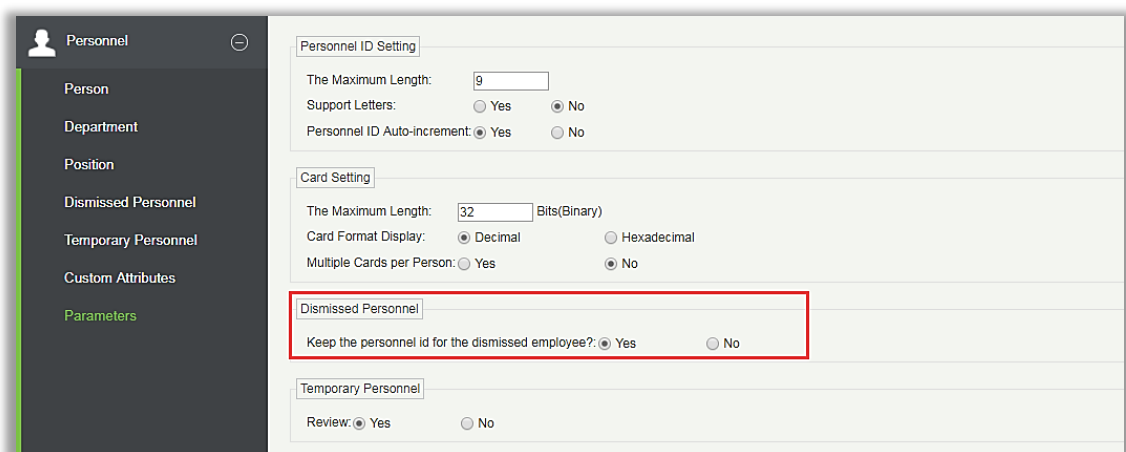 Personnel
Person
Department
Position
Dismissed Personnel
Temporary Personnel
Custom Attributes
Parameters
Personnel ID Setting
The Maximum Length: 9
Support Letters: Yes No
Personnel ID Auto-increment: Yes No
Card Setting
The Maximum Length: 32 Bits(Binary)
Card Format Display: Decimal Hexadecimal
Multiple Cards per Person: Yes No
Dismissed Personnel
Keep the personnel id for the dismissed employee?: Yes No
Temporary Personnel
Review: Yes No